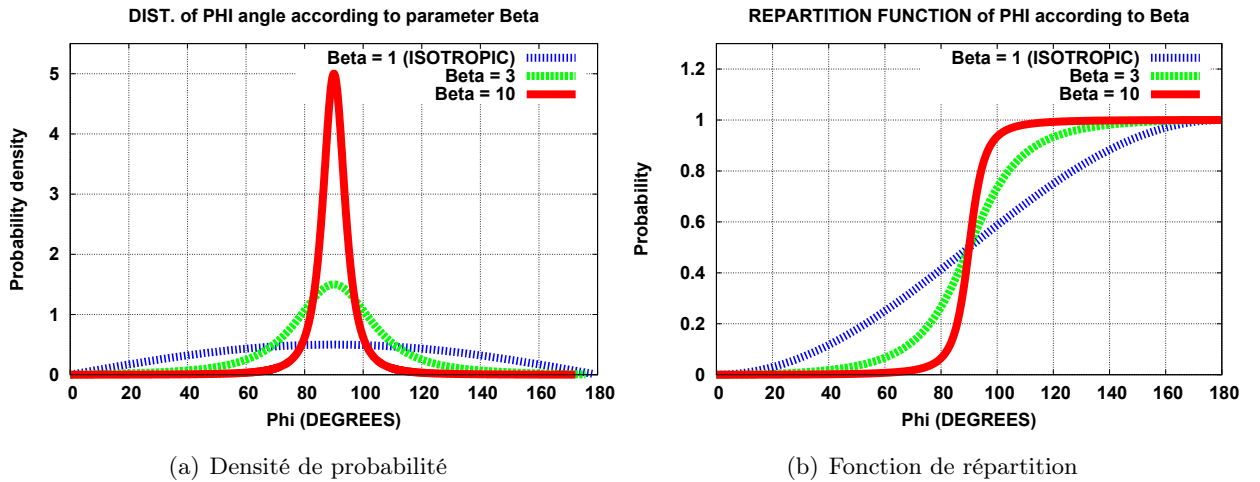 DIST. of PHI angle according to parameter Beta
Beta = 1 (ISOTROPIC)
Beta = 3
Beta = 10
Probability density
5
4
3
2
1
0
0 20 40 60 80 100 120 140 160 180
Phi (DEGREES)
(a) Densité de probabilité
REPARTITION FUNCTION of PHI according to Beta
Beta = 1 (ISOTROPIC)
Beta = 3
Beta = 10
Probability
1.2
1
0.8
0.6
0.4
0.2
0
0 20 40 60 80 100 120 140 160 180
Phi (DEGREES)
(b) Fonction de répartition